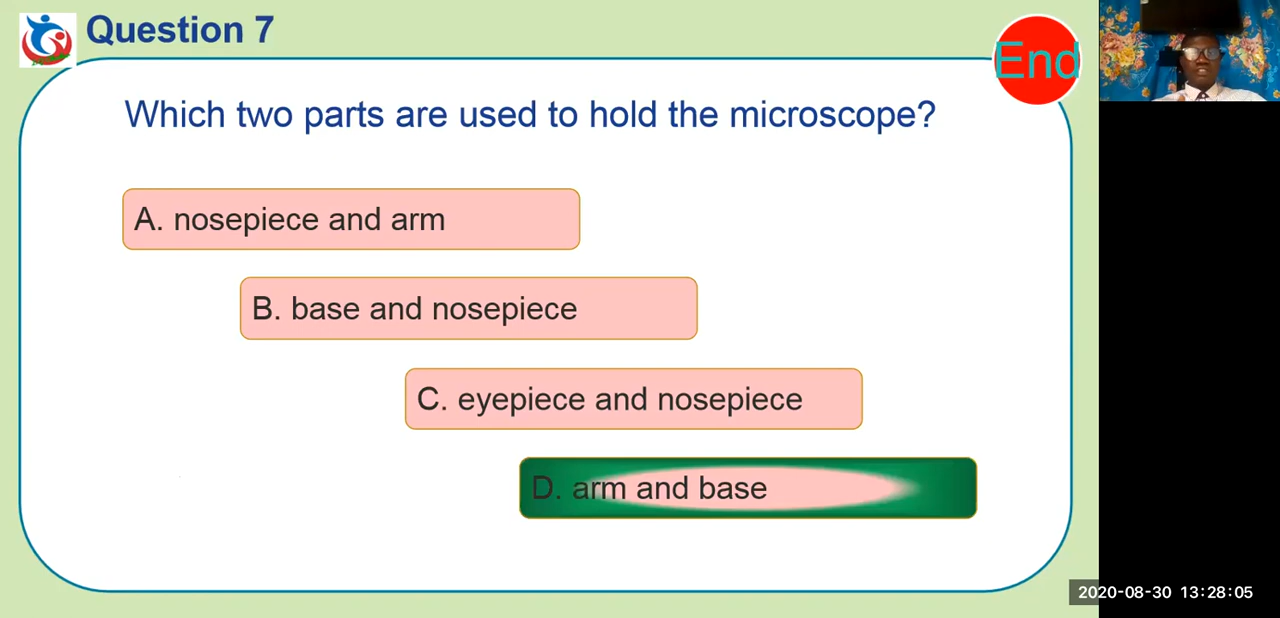 Question 7
End
Which two parts are used to hold the microscope?
A. nosepiece and arm
B. base and nosepiece
C. eyepiece and nosepiece
D. arm and base
2020-08-30 13:28:05